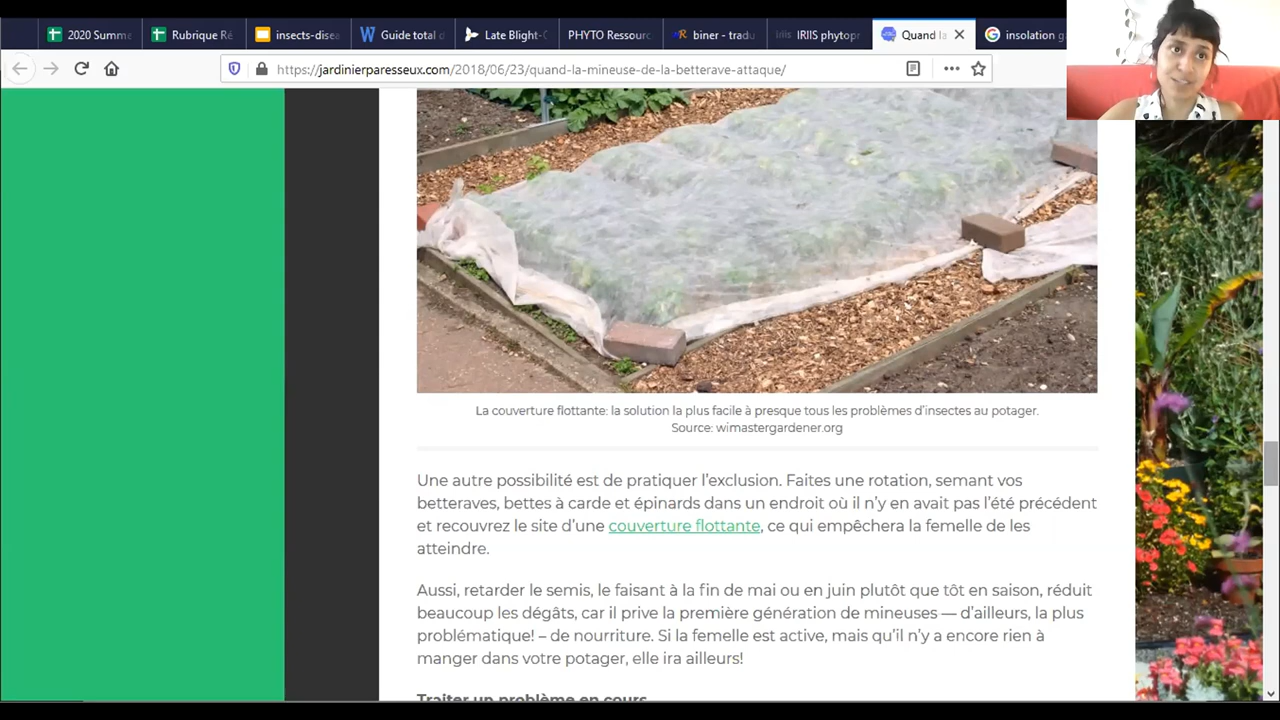 2020 Summa
Rubrique Ré
insects-disea
Guide total d
Late Blight-C
PHYTO Ressourc
biner - tradu
IRIIS phytopr
Quand la
insolation g
https://jardinierparesseux.com/2018/06/23/quand-la-mineuse-de-la-betterave-attaque/
La couverture flottante: la solution la plus facile à presque tous les problèmes d'insectes au potager.
Source: wimastergardener.org
Une autre possibilité est de pratiquer l'exclusion. Faites une rotation, semant vos
betteraves, bettes à carde et épinards dans un endroit où il n'y en avait pas l'été précédent
et recouvrez le site d'une couverture flottante, ce qui empêchera la femelle de les
atteindre.
Aussi, retarder le semis, le faisant à la fin de mai ou en juin plutôt que tôt en saison, réduit
beaucoup les dégâts, car il prive la première génération de mineuses — d'ailleurs, la plus
problématique! – de nourriture. Si la femelle est active, mais qu'il n'y a encore rien à
manger dans votre potager, elle ira ailleurs!
Traiter un problème en cours